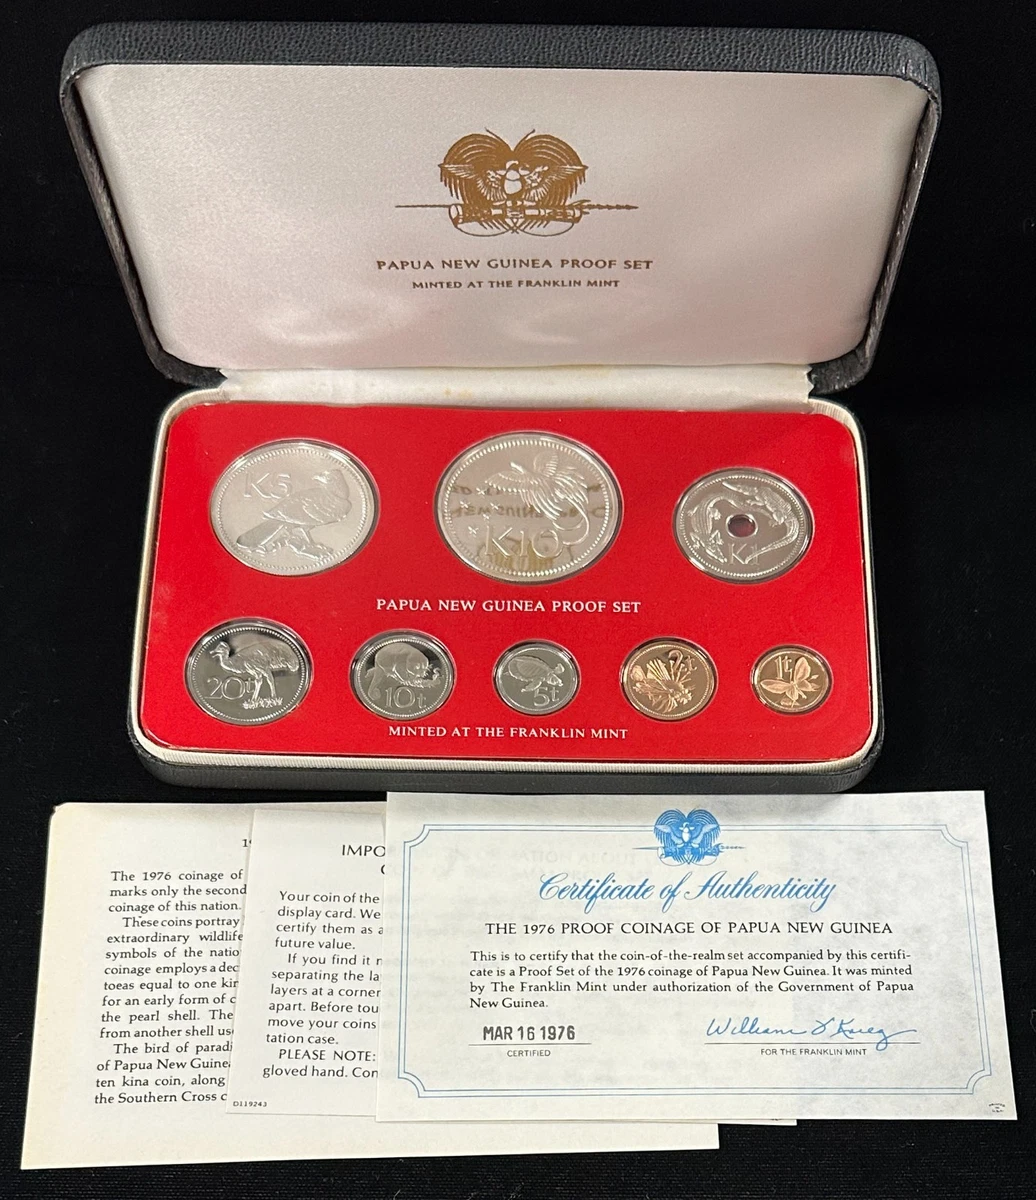 PAPUA NEW GUINEA PROOF SET
MINTED AT THE FRANKLIN MINT
K5
K10
K1
PAPUA NEW GUINEA PROOF SET
20t
10t
5t
2t
1t
MINTED AT THE FRANKLIN MINT
The 1976 coinage of
marks only the second
coinage of this nation.
These coins portray
extraordinary wildlife
symbols of the natio
coinage employs a dec
toeas equal to one kin
for an early form of c
the pearl shell. The
from another shell use
The bird of paradi
of Papua New Guinea
ten kina coin, along
the Southern Cross c
IMPO
C
Your coin of the
display card. We
certify them as a
future value.
If you find it n
separating the la
layers at a corner
apart. Before tou
move your coins
tation case.
PLEASE NOTE:
gloved hand. Con
D119243
Certificate of Authenticity
THE 1976 PROOF COINAGE OF PAPUA NEW GUINEA
This is to certify that the coin-of-the-realm set accompanied by this certifi-
cate is a Proof Set of the 1976 coinage of Papua New Guinea. It was minted
by The Franklin Mint under authorization of the Government of Papua
New Guinea.
MAR 16 1976
CERTIFIED
William J Krieg
FOR THE FRANKLIN MINT
PRINTED
IN
U.S.A.